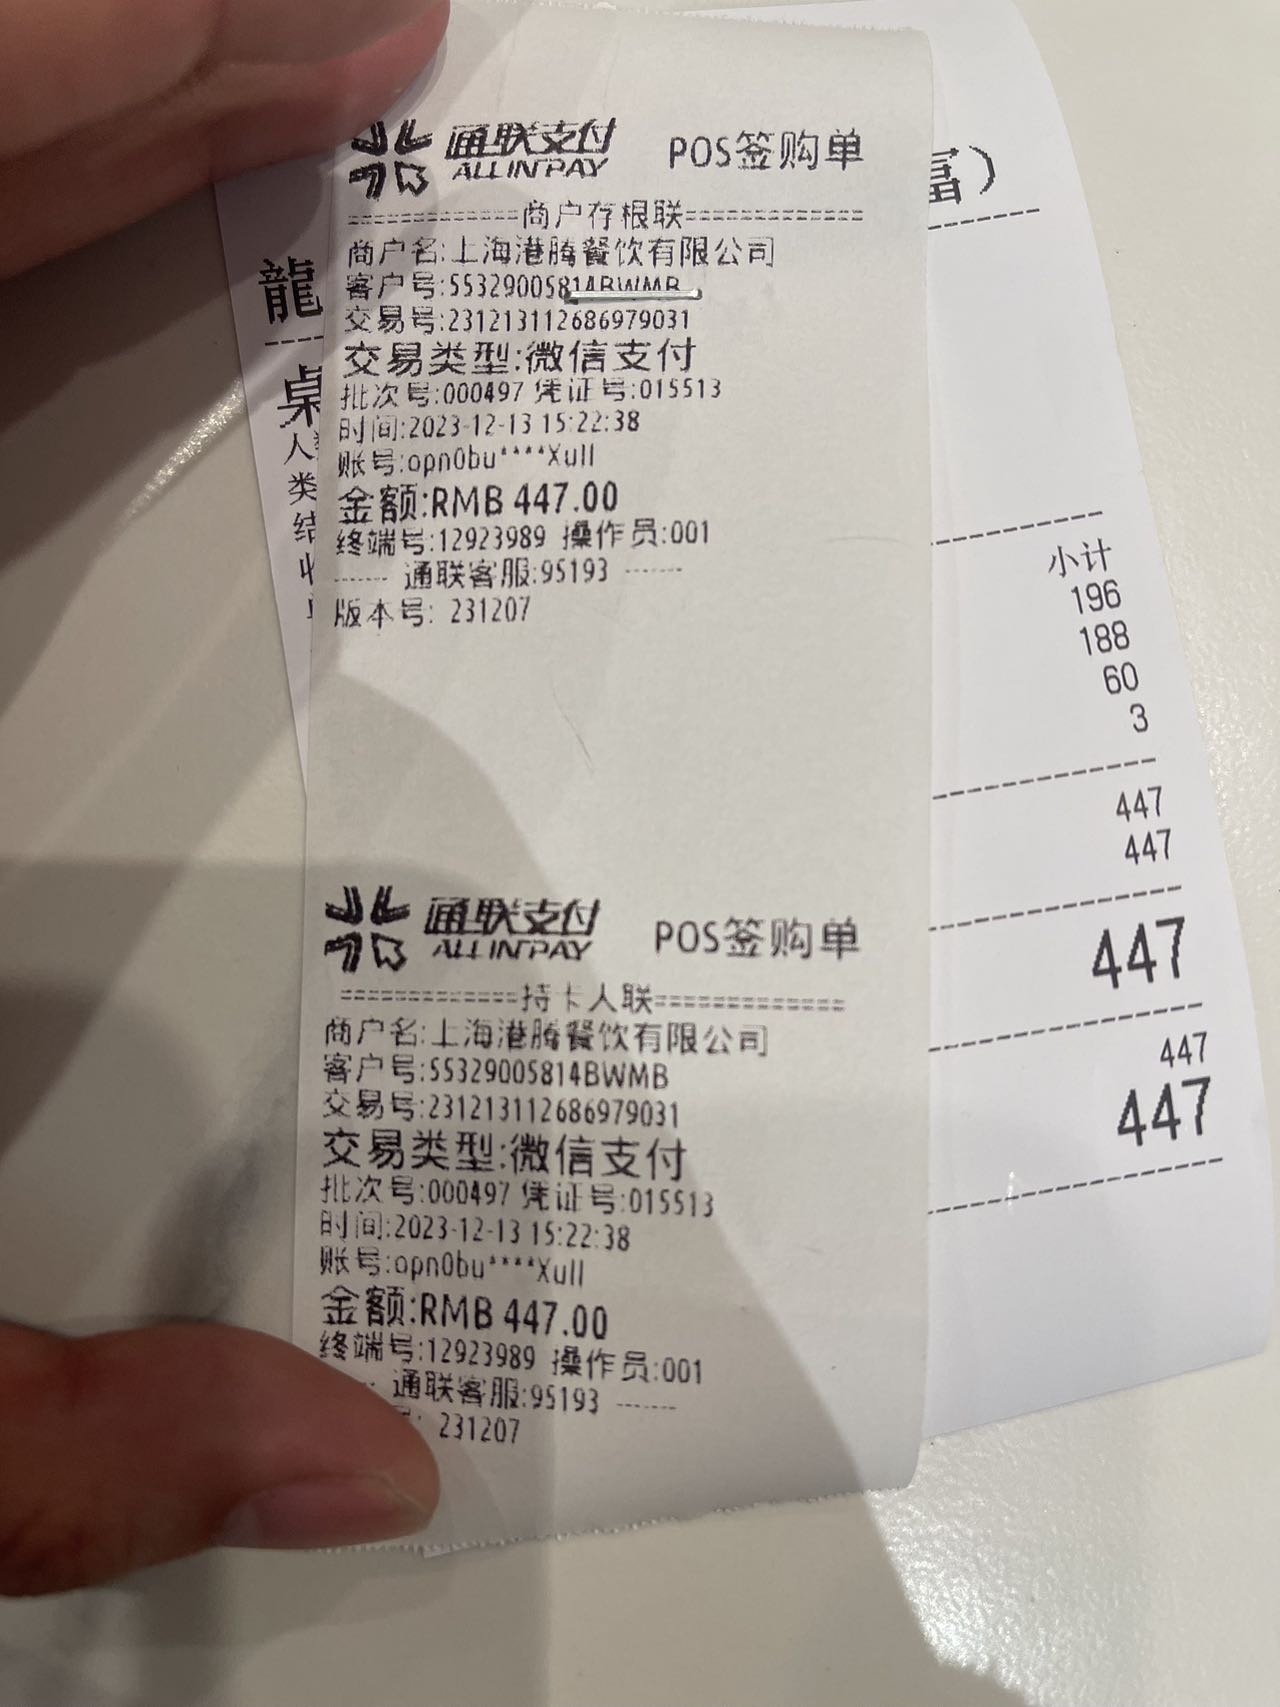 通联支付 POS签购单
ALLINPAY
============商户存根联============
商户名:上海港腾餐饮有限公司
客户号:55329005814BWMB
交易号:231213112686979031
交易类型:微信支付
批次号:000497 凭证号:015513
时间:2023-12-13 15:22:38
账号:opn0bu****Xull
金额:RMB 447.00
终端号:12923989 操作员:001
------ 通联客服:95193 ------
版本号: 231207
通联支付 POS签购单
ALLINPAY
============持卡人联============
商户名:上海港腾餐饮有限公司
客户号:55329005814BWMB
交易号:231213112686979031
交易类型:微信支付
批次号:000497 凭证号:015513
时间:2023-12-13 15:22:38
账号:opn0bu****Xull
金额:RMB 447.00
终端号:12923989 操作员:001
通联客服:95193 ------
231207
富)
龍
桌
人
类
结
小计
196
188
60
3
447
447
447
447
447